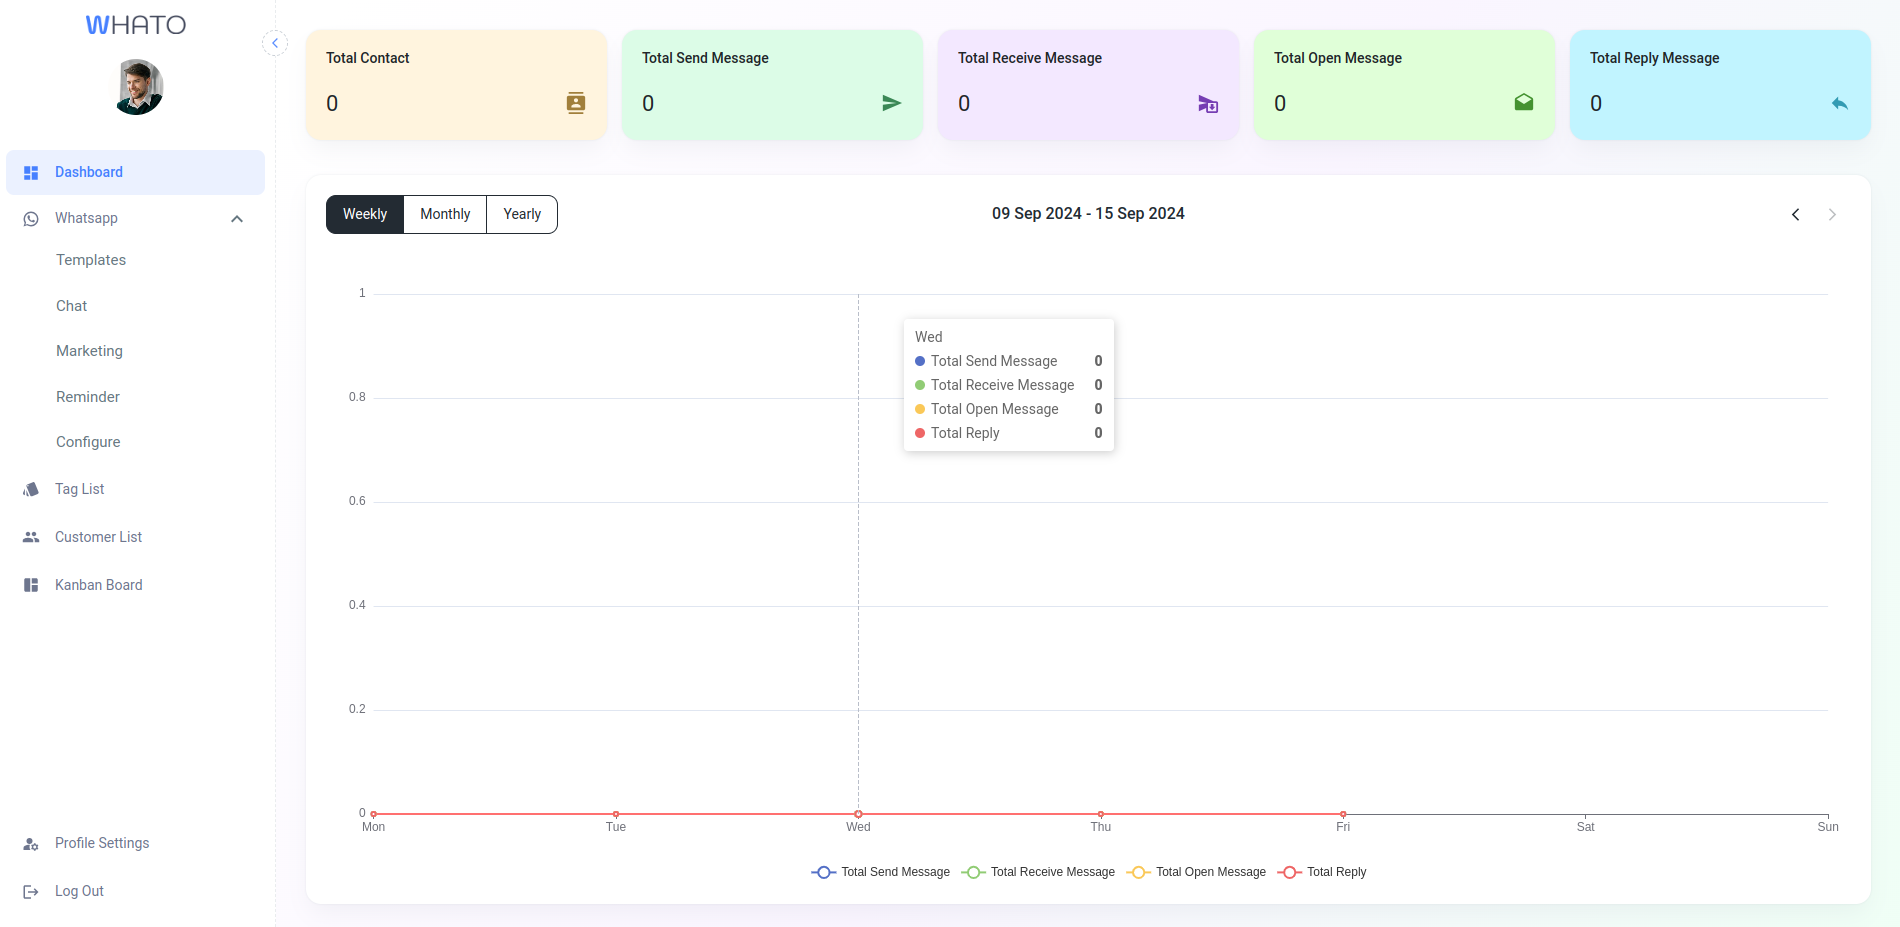 WHATO
Dashboard
Whatsapp
Templates
Chat
Marketing
Reminder
Configure
Tag List
Customer List
Kanban Board
Profile Settings
Log Out
Total Contact
0
Total Send Message
0
Total Receive Message
0
Total Open Message
0
Total Reply Message
0
Weekly Monthly Yearly
09 Sep 2024 - 15 Sep 2024
1
0.8
0.6
0.4
0.2
0
Wed
Total Send Message 0
Total Receive Message 0
Total Open Message 0
Total Reply 0
Mon Tue Wed Thu Fri Sat Sun
Total Send Message Total Receive Message Total Open Message Total Reply